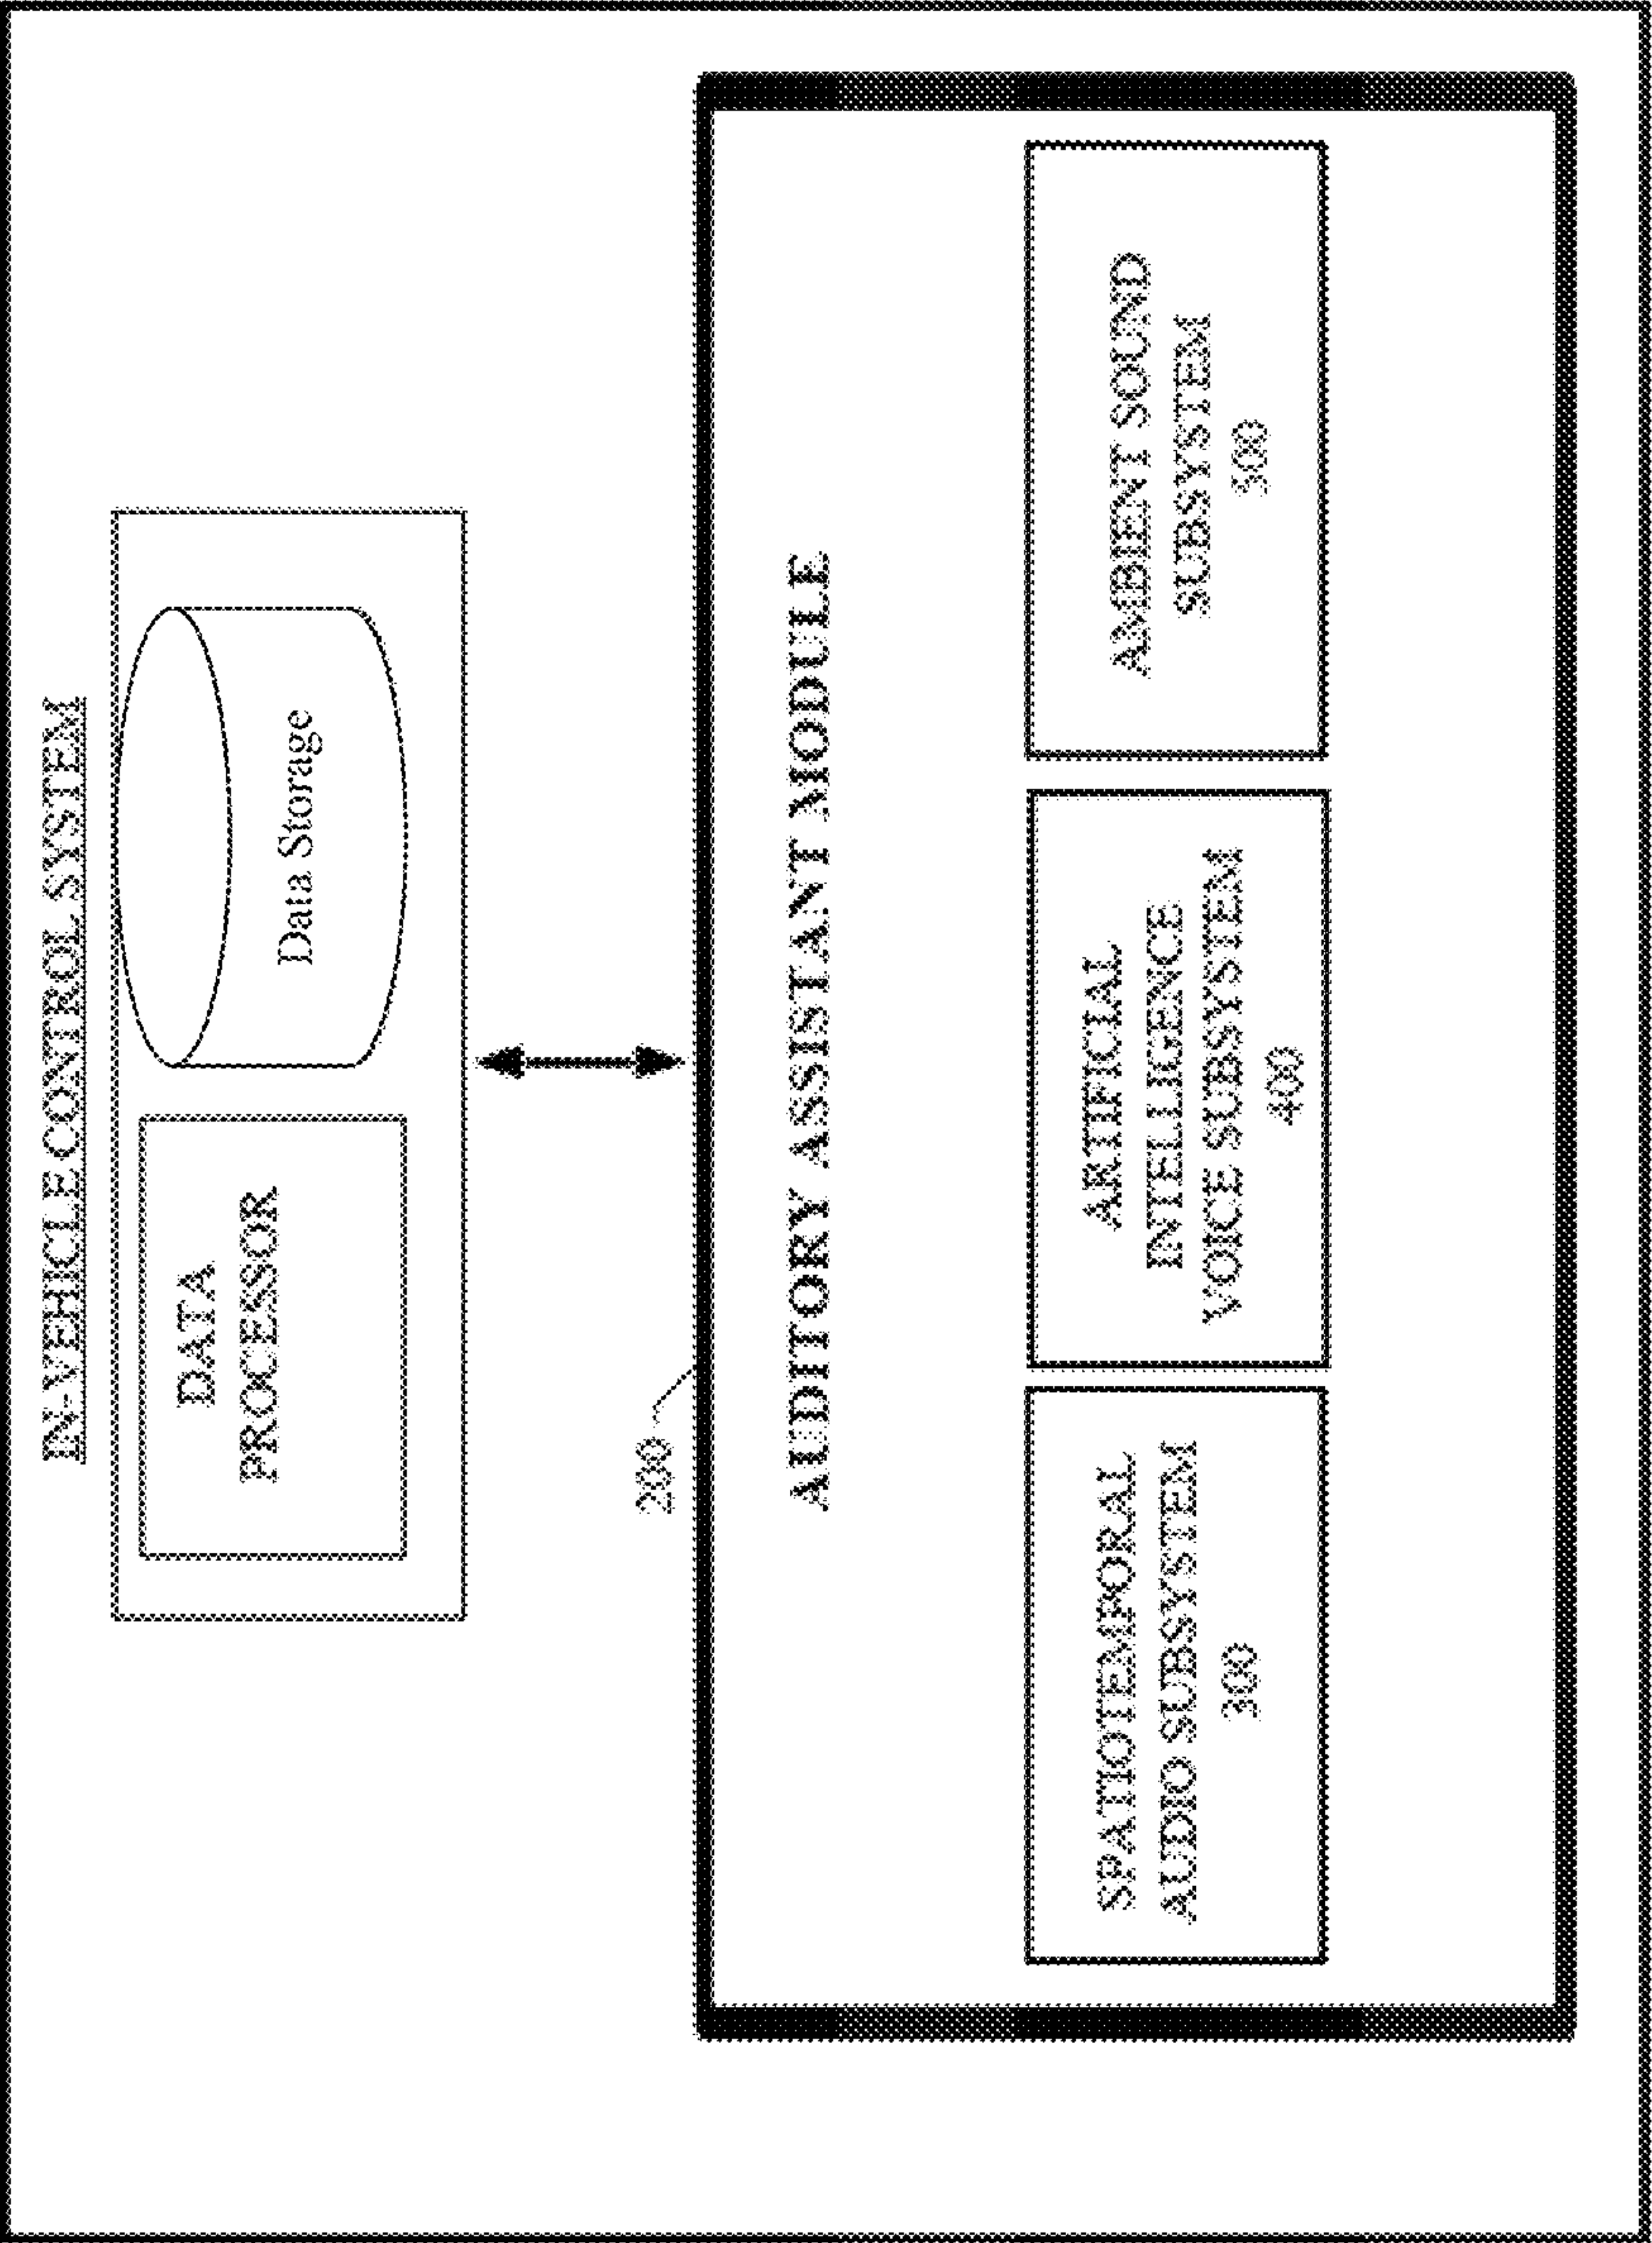 IN-VEHICLE CONTROL SYSTEM
DATA
PROCESSOR
Data Storage
200
AUDITORY ASSISTANT MODULE
SPATIOTEMPORAL
AUDIO SUBSYSTEM
300
ARTIFICIAL
INTELLIGENCE
VOICE SUBSYSTEM
400
AMBIENT SOUND
SUBSYSTEM
500